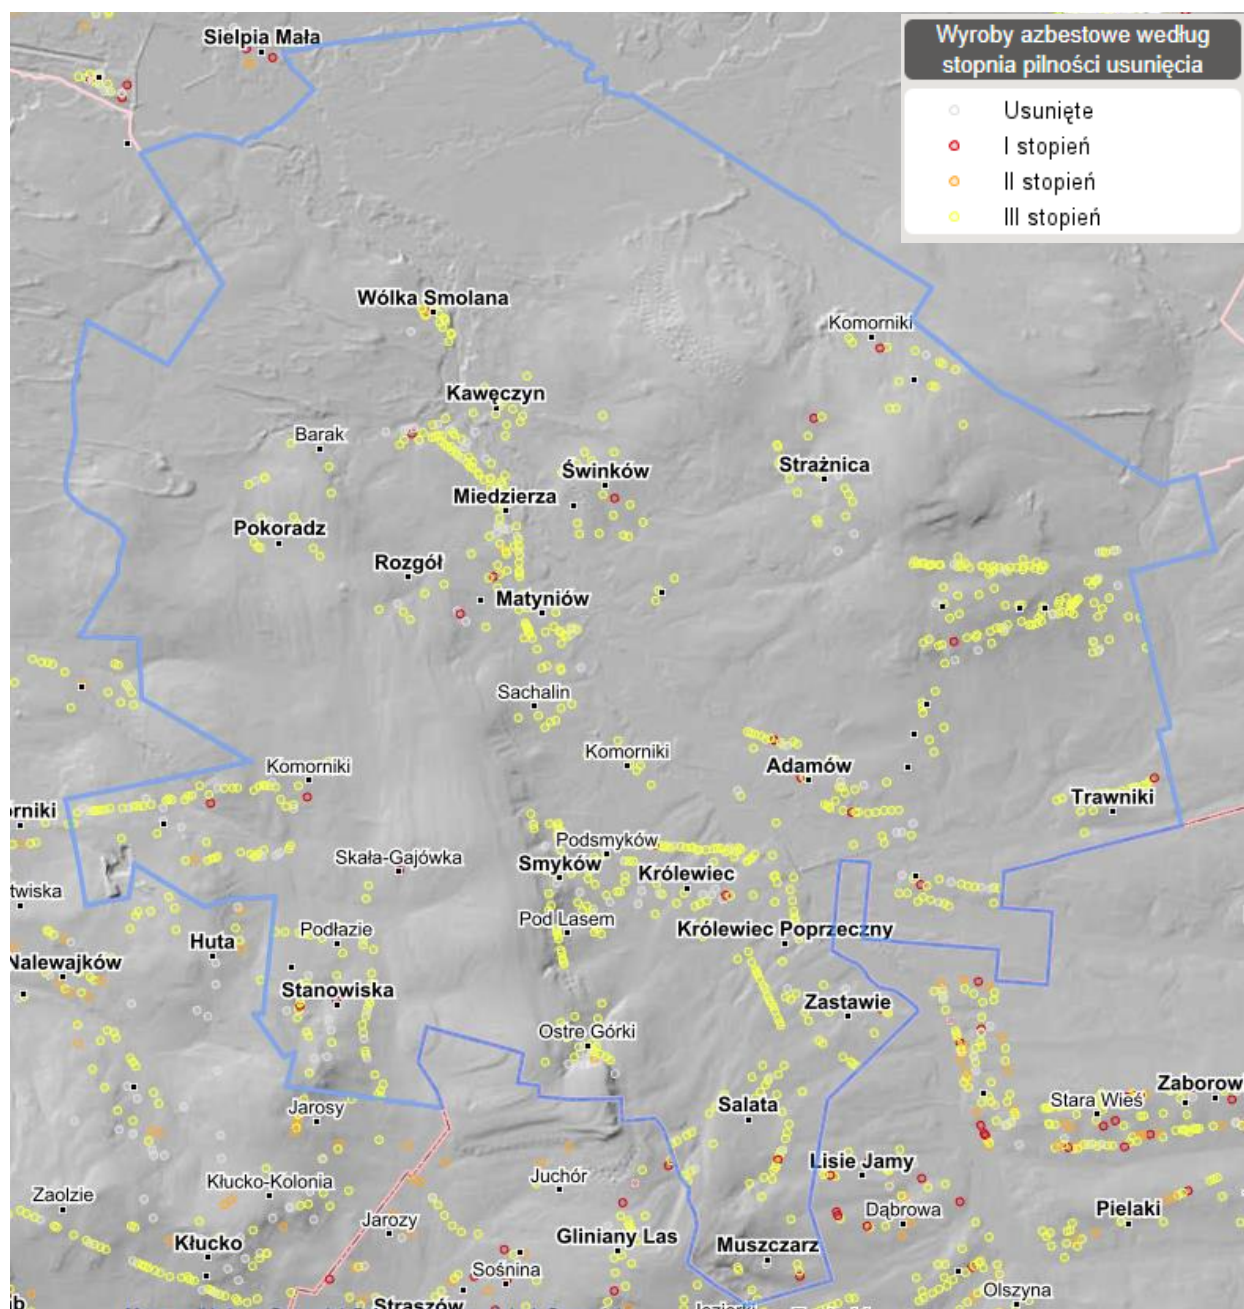 Sielpia Mała
Wyroby azbestowe według
stopnia pilności usunięcia
Usunięte
I stopień
II stopień
III stopień
Wólka Smolana
Komorniki
Kawęczyn
Barak
Świnków
Strażnica
Miedzierza
Pokoradz
Rozgół
Matyniów
Sachalin
Komorniki
Komorniki
Adamów
Trawniki
orniki
Podsmyków
Skała-Gajówka
Smyków
Królewiec
twiska
Pod Lasem
Podłazie
Królewiec Poprzeczny
Huta
Nalewajków
Stanowiska
Zastawie
Ostre Górki
Zaborow
Stara Wieś
Salata
Jarosy
Lisie Jamy
Juchór
Kłucko-Kolonia
Zaolzie
Dąbrowa
Pielaki
Jarozy
Gliniany Las
Kłucko
Muszczarz
Sośnina
Olszyna
Straszów